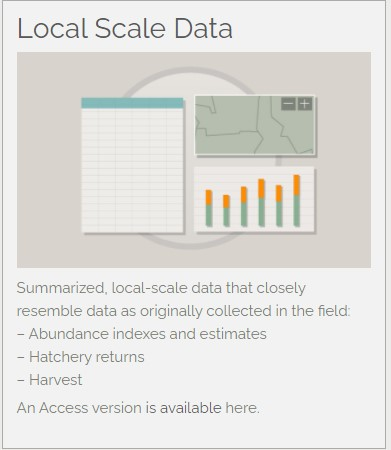 Local Scale Data
Summarized, local-scale data that closely
resemble data as originally collected in the field:
– Abundance indexes and estimates
– Hatchery returns
– Harvest
An Access version is available here.